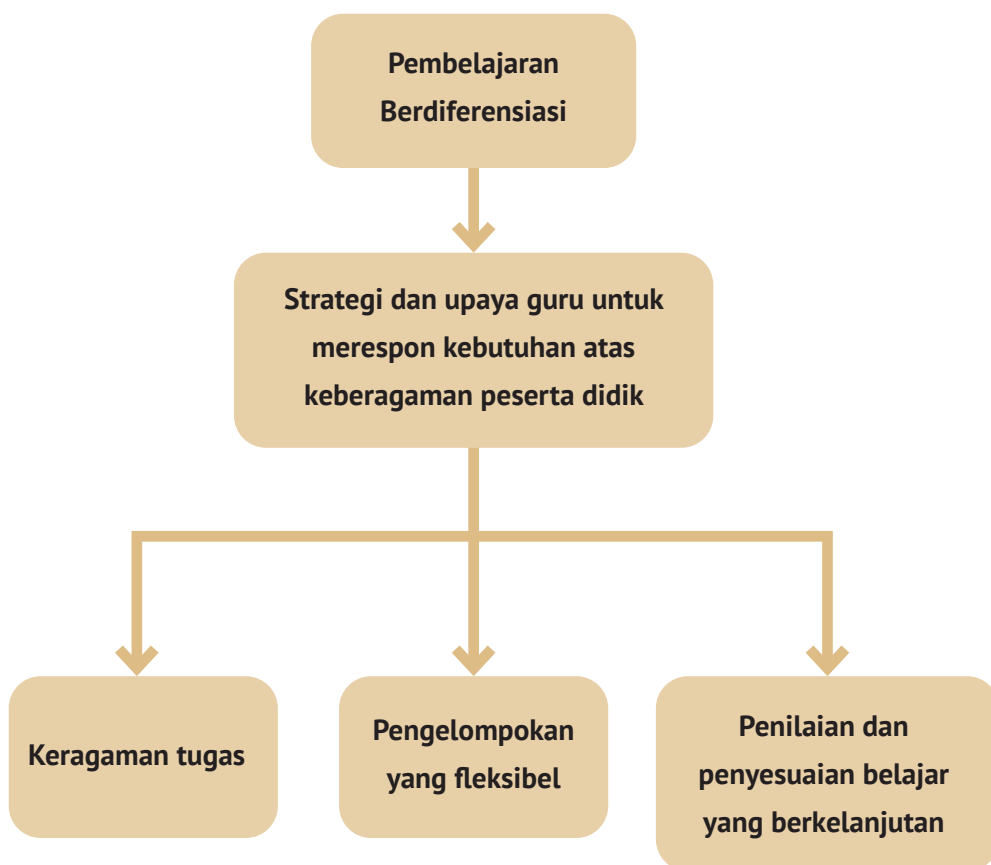 Pembelajaran
Berdiferensiasi
Strategi dan upaya guru untuk
merespon kebutuhan atas
keberagaman peserta didik
Keragaman tugas
Pengelompokan
yang fleksibel
Penilaian dan
penyesuaian belajar
yang berkelanjutan